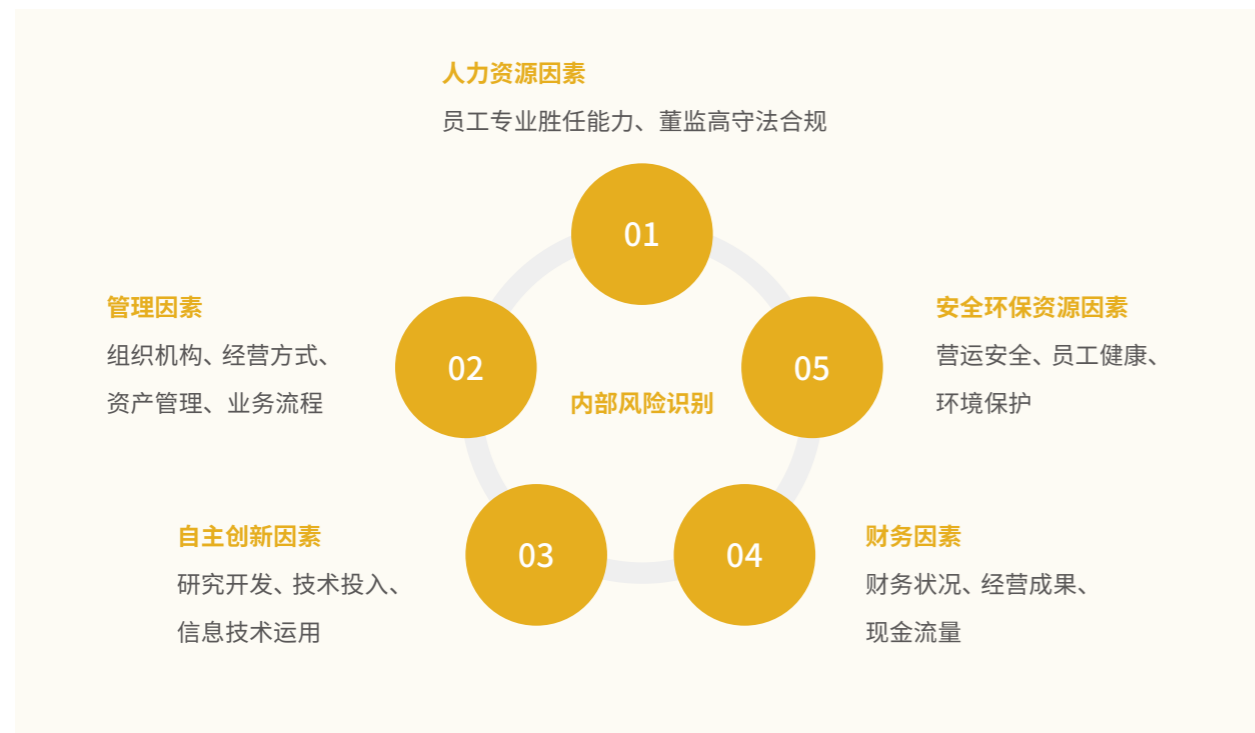 人力资源因素
员工专业胜任能力、董监高守法合规
01
管理因素
组织机构、经营方式、
资产管理、业务流程
02
内部风险识别
05
安全环保资源因素
营运安全、员工健康、
环境保护
自主创新因素
研究开发、技术投入、
信息技术运用
03
04
财务因素
财务状况、经营成果、
现金流量